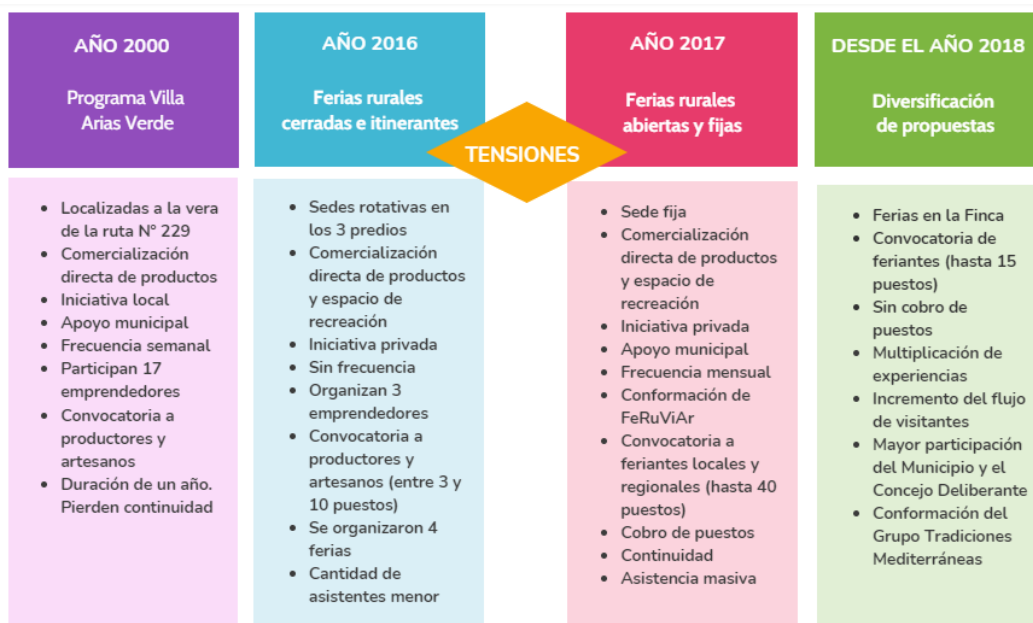 AÑO 2000
Programa Villa
Arias Verde
• Localizadas a la vera
de la ruta N° 229
• Comercialización
directa de productos
• Iniciativa local
• Apoyo municipal
• Frecuencia semanal
• Participan 17
emprendedores
• Convocatoria a
productores y
artesanos
• Duración de un año.
Pierden continuidad
AÑO 2016
Ferias rurales
cerradas e itinerantes
• Sedes rotativas en
los 3 predios
• Comercialización
directa de productos
y espacio de
recreación
• Iniciativa privada
• Sin frecuencia
• Organizan 3
emprendedores
• Convocatoria a
productores y
artesanos (entre 3 y
10 puestos)
• Se organizaron 4
ferias
• Cantidad de
asistentes menor
TENSIONES
AÑO 2017
Ferias rurales
abiertas y fijas
• Sede fija
• Comercialización
directa de productos
y espacio de
recreación
• Iniciativa privada
• Apoyo municipal
• Frecuencia mensual
• Conformación de
FeRuViAr
• Convocatoria a
feriantes locales y
regionales (hasta 40
puestos)
• Cobro de puestos
• Continuidad
• Asistencia masiva
DESDE EL AÑO 2018
Diversificación
de propuestas
• Ferias en la Finca
• Convocatoria de
feriantes (hasta 15
puestos)
• Sin cobro de
puestos
• Multiplicación de
experiencias
• Incremento del flujo
de visitantes
• Mayor participación
del Municipio y el
Concejo Deliberante
• Conformación del
Grupo Tradiciones
Mediterráneas